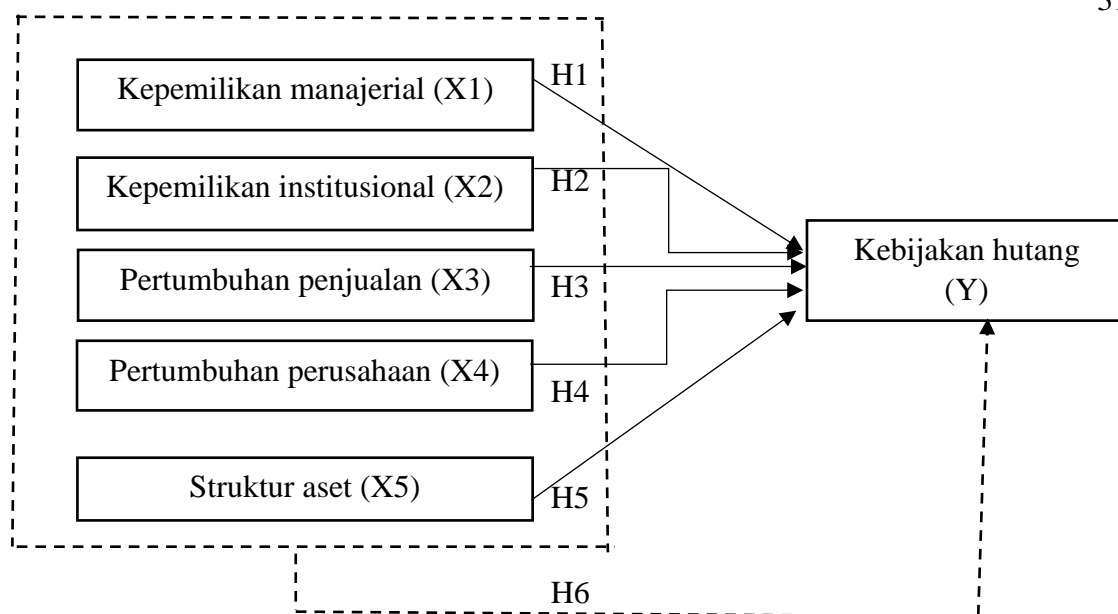 Kepemilikan manajerial (X1)
H1
Kepemilikan institusional (X2)
H2
Pertumbuhan penjualan (X3)
H3
Pertumbuhan perusahaan (X4)
H4
Struktur aset (X5)
H5
Kebijakan hutang
(Y)
H6